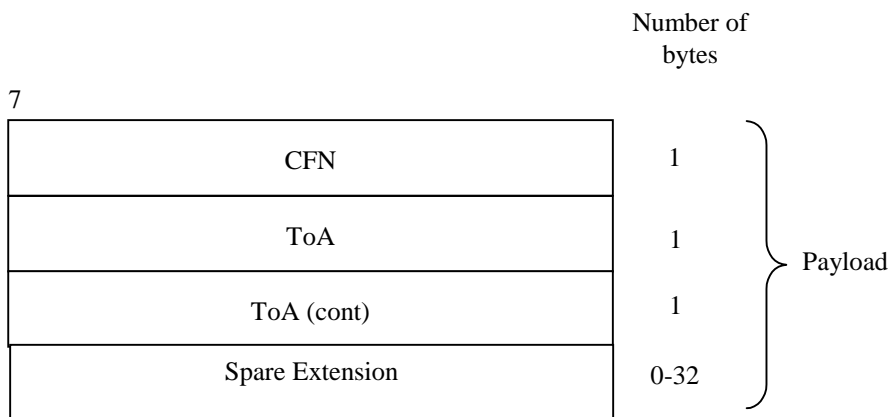 Number of
bytes
7
CFN 1
ToA 1
Payload
ToA (cont) 1
Spare Extension 0-32